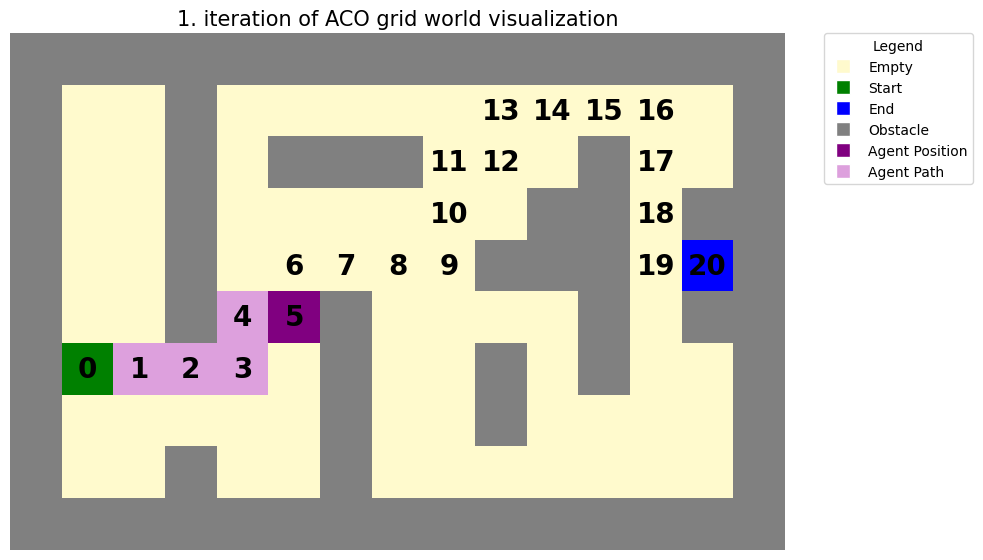 1. iteration of ACO grid world visualization
Legend
Empty
Start
End
Obstacle
Agent Position
Agent Path
13 14 15 16
11 12 17
10 18
6 7 8 9 19 20
4 5
0 1 2 3